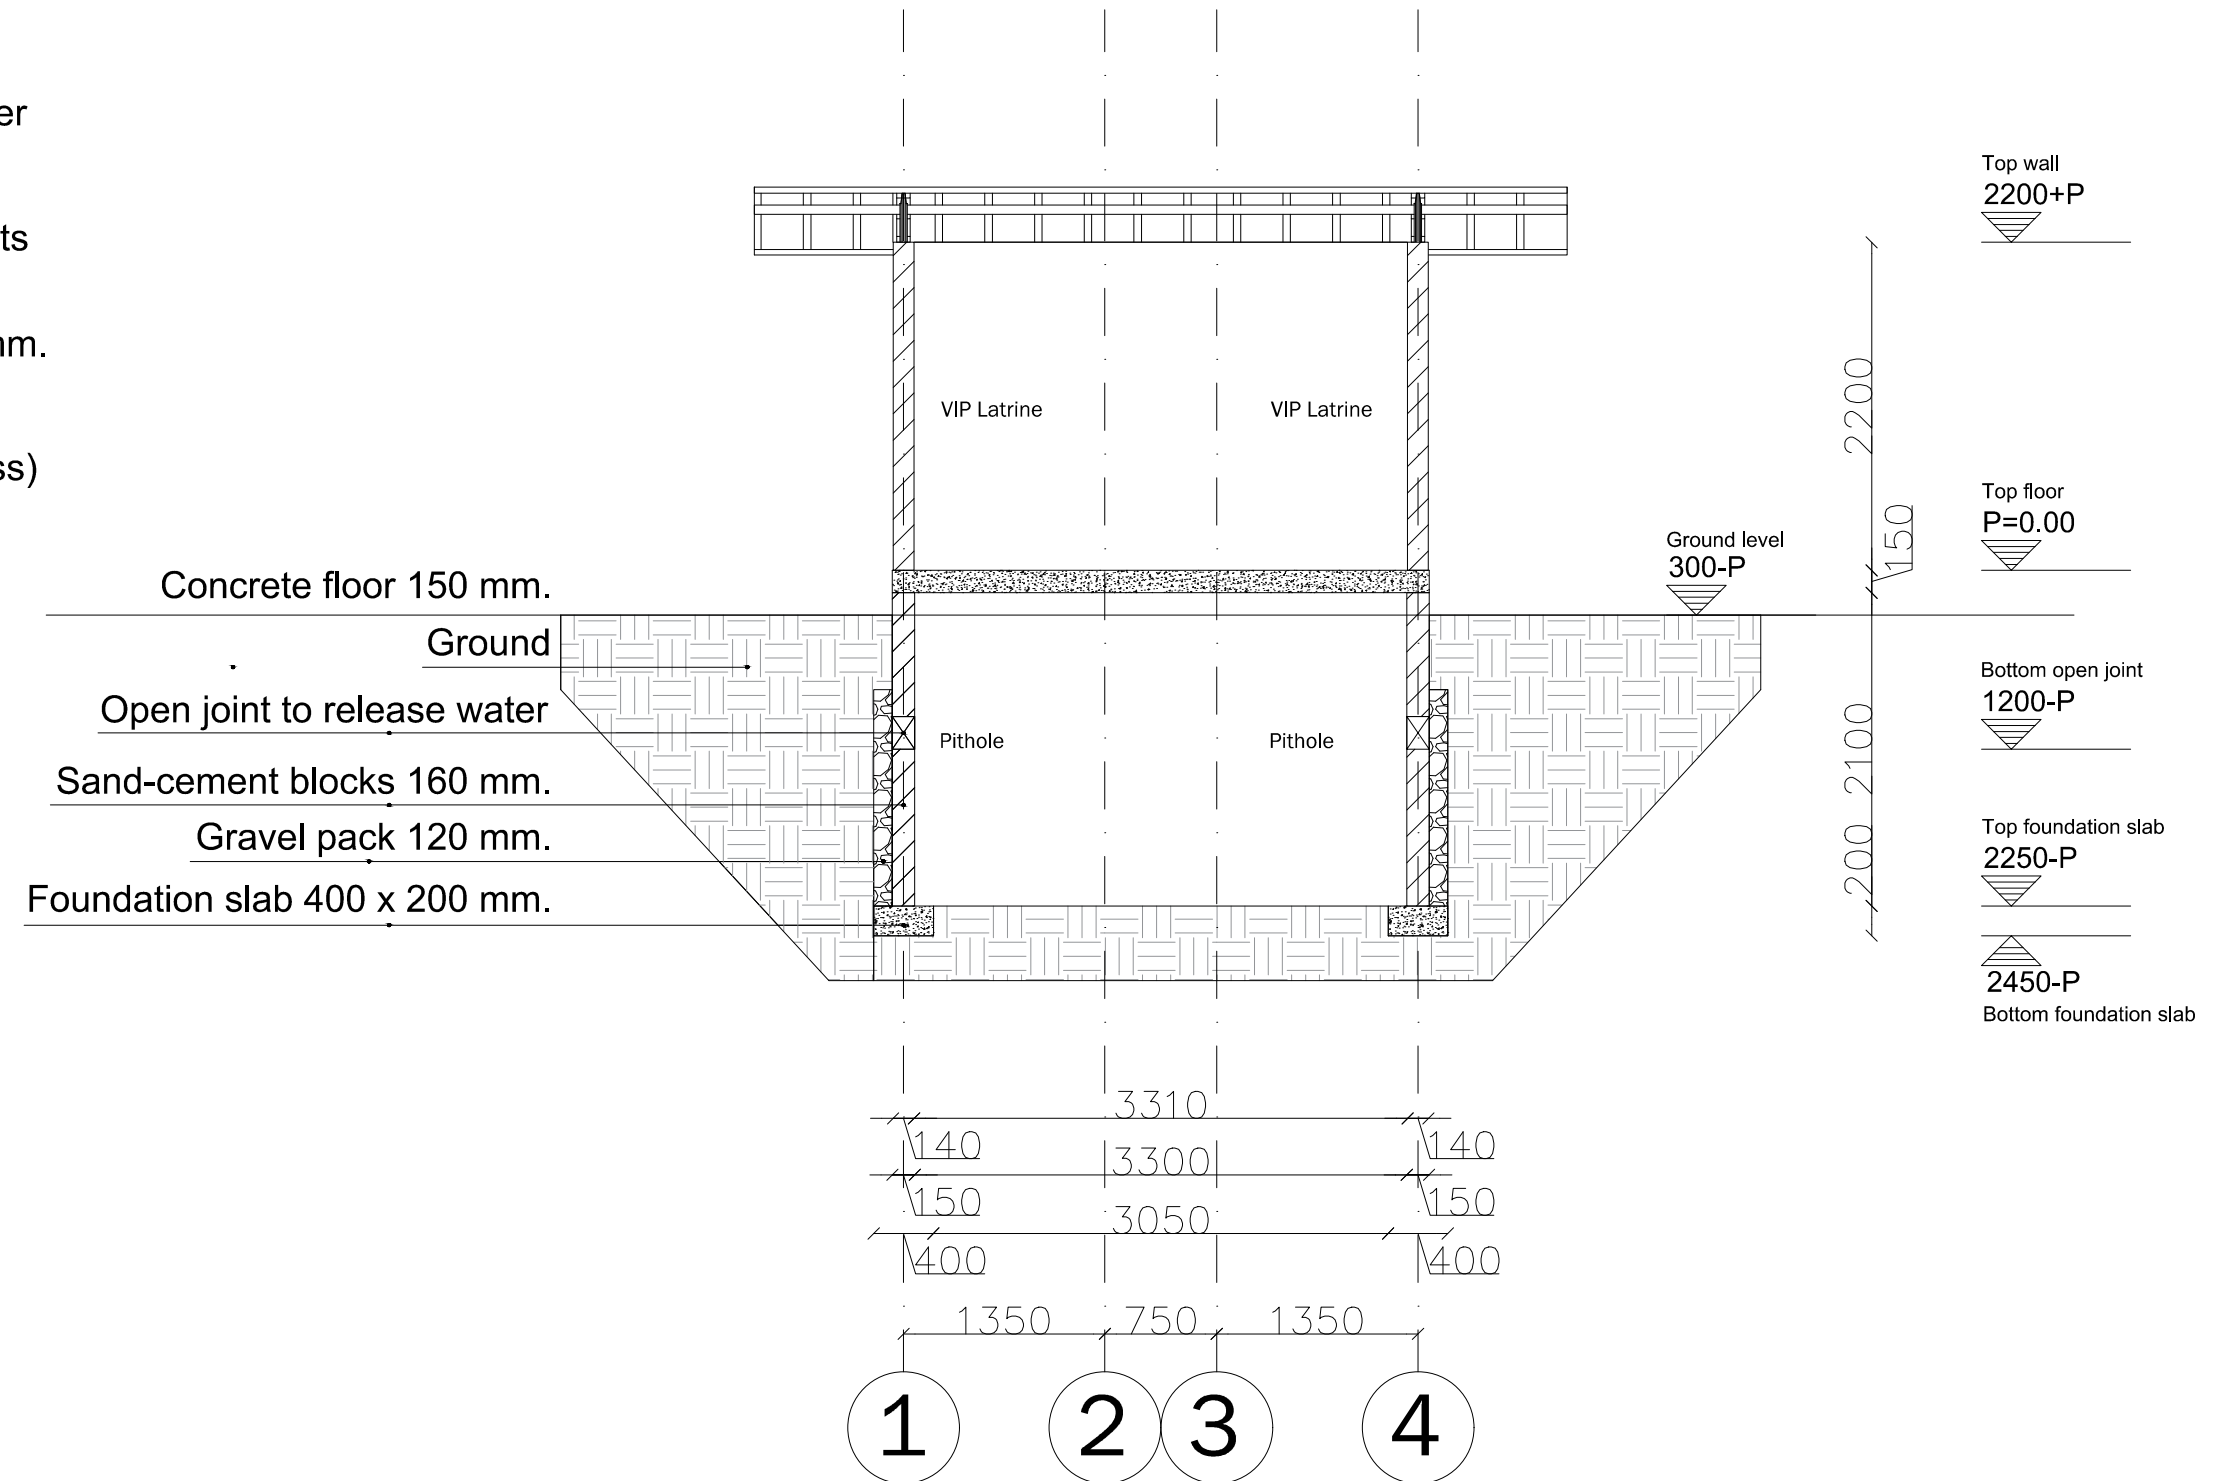 er
ts
mm.
ss)
Concrete floor 150 mm.
Ground
Open joint to release water
Sand-cement blocks 160 mm.
Gravel pack 120 mm.
Foundation slab 400 x 200 mm.
VIP Latrine
VIP Latrine
Pithole
Pithole
Ground level
300-P
2200
150
2100
200
Top wall
2200+P
Top floor
P=0.00
Bottom open joint
1200-P
Top foundation slab
2250-P
2450-P
Bottom foundation slab
3310
140
140
3300
150
150
3050
400
400
1350
750
1350
1
2
3
4